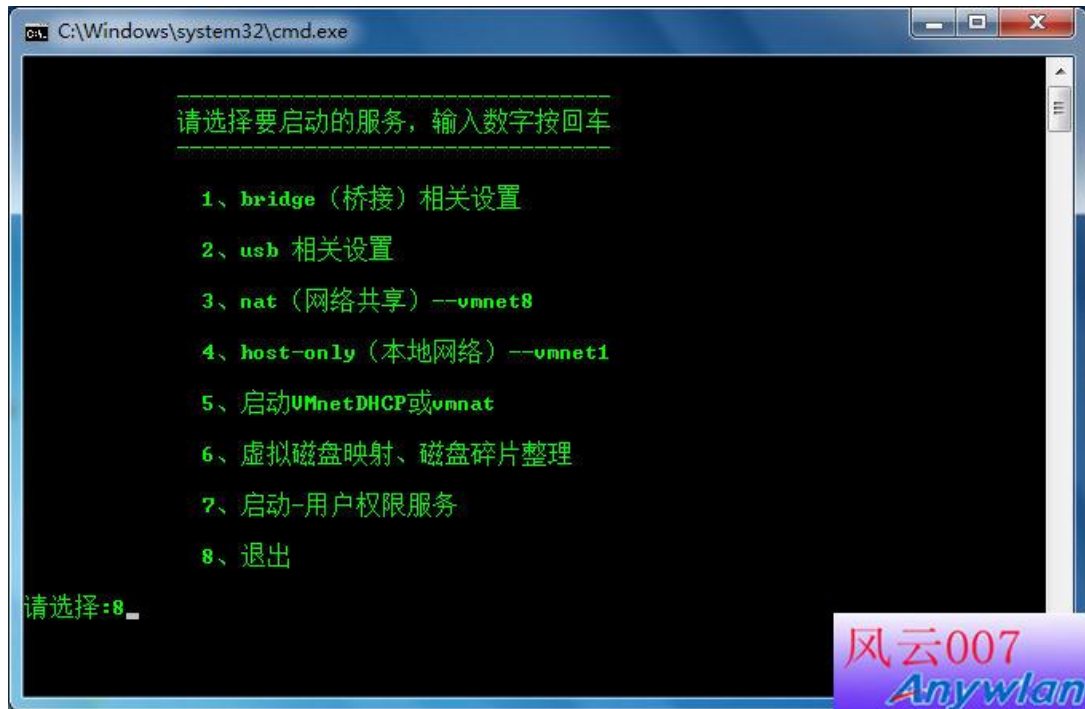 C:\Windows\system32\cmd.exe
请选择要启动的服务，输入数字按回车
1、bridge（桥接）相关设置
2、usb 相关设置
3、nat（网络共享）--vmnet8
4、host-only（本地网络）--vmnet1
5、启动VMnetDHCP或vmnat
6、虚拟磁盘映射、磁盘碎片整理
7、启动-用户权限服务
8、退出
请选择:8_
风云007
Anywlan